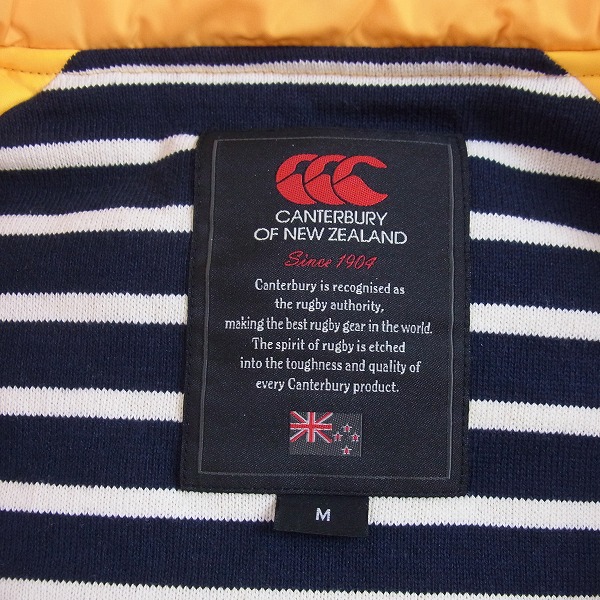 CANTERBURY
OF NEW ZEALAND
Since 1904
Canterbury is recognised as
the rugby authority,
making the best rugby gear in the world.
The spirit of rugby is etched
into the toughness and quality of
every Canterbury product.
M